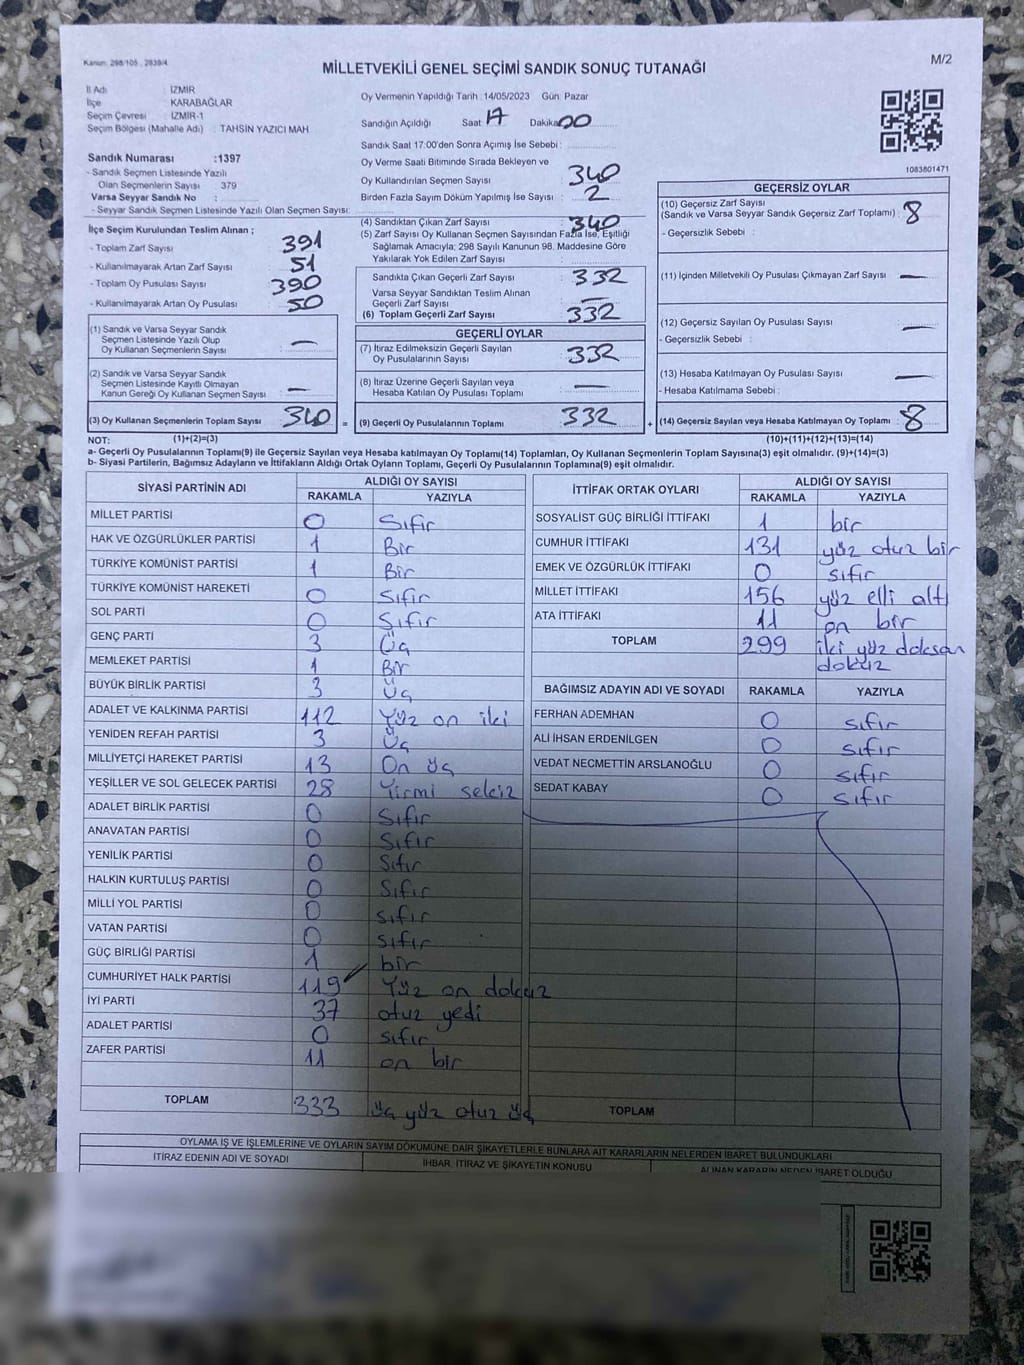 Kanun: 298/105 , 2839/4
MİLLETVEKİLİ GENEL SEÇİMİ SANDIK SONUÇ TUTANAĞI
M/2
İl Adı : İZMİR
İlçe : KARABAĞLAR
Seçim Çevresi : İZMİR-1
Seçim Bölgesi (Mahalle Adı) : TAHSİN YAZICI MAH
Oy Vermenin Yapıldığı Tarih : 14/05/2023 Gün: Pazar
Sandığın Açıldığı Saat 17 Dakika 00
Sandık Saat 17:00'den Sonra Açımış İse Sebebi :
Sandık Numarası :1397
- Sandık Seçmen Listesinde Yazılı
Olan Seçmenlerin Sayısı : 379
Varsa Seyyar Sandık No :
- Seyyar Sandık Seçmen Listesinde Yazılı Olan Seçmen Sayısı:
Oy Verme Saati Bitiminde Sırada Bekleyen ve
Oy Kullandırılan Seçmen Sayısı : 340
Birden Fazla Sayım Döküm Yapılmış İse Sayısı : 2
1083801471
İlçe Seçim Kurulundan Teslim Alınan ;
- Toplam Zarf Sayısı : 391
- Kullanılmayarak Artan Zarf Sayısı : 51
- Toplam Oy Pusulası Sayısı : 390
- Kullanılmayarak Artan Oy Pusulası : 50
(1) Sandık ve Varsa Seyyar Sandık
Seçmen Listesinde Yazılı Olup
Oy Kullanan Seçmenlerin Sayısı : —
(2) Sandık ve Varsa Seyyar Sandık
Seçmen Listesinde Kayıtlı Olmayan
Kanun Gereği Oy Kullanan Seçmen Sayısı : —
(3) Oy Kullanan Seçmenlerin Toplam Sayısı : 340 =
(4) Sandıktan Çıkan Zarf Sayısı : 340
(5) Zarf Sayısı Oy Kullanan Seçmen Sayısından Fazla İse, Eşitliği
Sağlamak Amacıyla; 298 Sayılı Kanunun 98. Maddesine Göre
Yakılarak Yok Edilen Zarf Sayısı :
Sandıkta Çıkan Geçerli Zarf Sayısı : 332
Varsa Seyyar Sandıktan Teslim Alınan
Geçerli Zarf Sayısı : —
(6) Toplam Geçerli Zarf Sayısı : 332
GEÇERLİ OYLAR
(7) İtiraz Edilmeksizin Geçerli Sayılan
Oy Pusulalarının Sayısı : 332
(8) İtiraz Üzerine Geçerli Sayılan veya
Hesaba Katılan Oy Pusulası Toplamı : —
(9) Geçerli Oy Pusulalarının Toplamı : 332 +
GEÇERSİZ OYLAR
(10) Geçersiz Zarf Sayısı
(Sandık ve Varsa Seyyar Sandık Geçersiz Zarf Toplamı) : 8
- Geçersizlik Sebebi :
(11) İçinden Milletvekili Oy Pusulası Çıkmayan Zarf Sayısı : —
(12) Geçersiz Sayılan Oy Pusulası Sayısı : —
- Geçersizlik Sebebi :
(13) Hesaba Katılmayan Oy Pusulası Sayısı : —
- Hesaba Katılmama Sebebi :
(14) Geçersiz Sayılan veya Hesaba Katılmayan Oy Toplamı : 8
NOT: (1)+(2)=(3) (10)+(11)+(12)+(13)=(14)
a- Geçerli Oy Pusulasının Toplamı(9) ile Geçersiz Sayılan veya Hesaba katılmayan Oy Toplamı(14) Toplamları, Oy Kullanan Seçmenlerin Toplam Sayısına(3) eşit olmalıdır. (9)+(14)=(3)
b- Siyasi Partilerin, Bağımsız Adayların ve İttifakların Aldığı Ortak Oyların Toplamı, Geçerli Oy Pusulalarının Toplamına(9) eşit olmalıdır.
SİYASİ PARTİNİN ADI ALDIĞI OY SAYISI
RAKAMLA YAZIYLA
MİLLET PARTİSİ 0 Sıfır
HAK VE ÖZGÜRLÜKLER PARTİSİ 1 Bir
TÜRKİYE KOMÜNİST PARTİSİ 1 Bir
TÜRKİYE KOMÜNİST HAREKETİ 0 Sıfır
SOL PARTİ 0 Sıfır
GENÇ PARTİ 3 Üç
MEMLEKET PARTİSİ 1 Bir
BÜYÜK BİRLİK PARTİSİ 3 Üç
ADALET VE KALKINMA PARTİSİ 112 Yüz on iki
YENİDEN REFAH PARTİSİ 3 Üç
MİLLİYETÇİ HAREKET PARTİSİ 13 On üç
YEŞİLLER VE SOL GELECEK PARTİSİ 28 Yirmi sekiz
ADALET BİRLİK PARTİSİ 0 Sıfır
ANAVATAN PARTİSİ 0 Sıfır
YENİLİK PARTİSİ 0 Sıfır
HALKIN KURTULUŞ PARTİSİ 0 Sıfır
MİLLİ YOL PARTİSİ 0 sıfır
VATAN PARTİSİ 0 sıfır
GÜÇ BİRLİĞİ PARTİSİ 1 bir
CUMHURİYET HALK PARTİSİ 119 Yüz on dokuz
İYİ PARTİ 37 otuz yedi
ADALET PARTİSİ 0 sıfır
ZAFER PARTİSİ 11 on bir
TOPLAM 333 üç yüz otuz üç
İTTİFAK ORTAK OYLARI ALDIĞI OY SAYISI
RAKAMLA YAZIYLA
SOSYALİST GÜÇ BİRLİĞİ İTTİFAKI 1 bir
CUMHUR İTTİFAKI 131 yüz otuz bir
EMEK VE ÖZGÜRLÜK İTTİFAKI 0 sıfır
MİLLET İTTİFAKI 156 yüz elli altı
ATA İTTİFAKI 11 on bir
TOPLAM 299 iki yüz doksan
dokuz
BAĞIMSIZ ADAYIN ADI VE SOYADI RAKAMLA YAZIYLA
FERHAN ADEMHAN 0 sıfır
ALİ İHSAN ERDENİLGEN 0 sıfır
VEDAT NECMETTİN ARSLANOĞLU 0 sıfır
SEDAT KABAY 0 sıfır
TOPLAM
OYLAMA İŞ VE İŞLEMLERİNE VE OYLARIN SAYIM DÖKÜMÜNE DAİR ŞİKAYETLERLE BUNLARA AİT KARARLARIN NELERDEN İBARET BULUNDUKLARI
İTİRAZ EDENİN ADI VE SOYADI İHBAR, İTİRAZ VE ŞİKAYETİN KONUSU ALINAN KARARIN NEDEN İBARET OLDUĞU